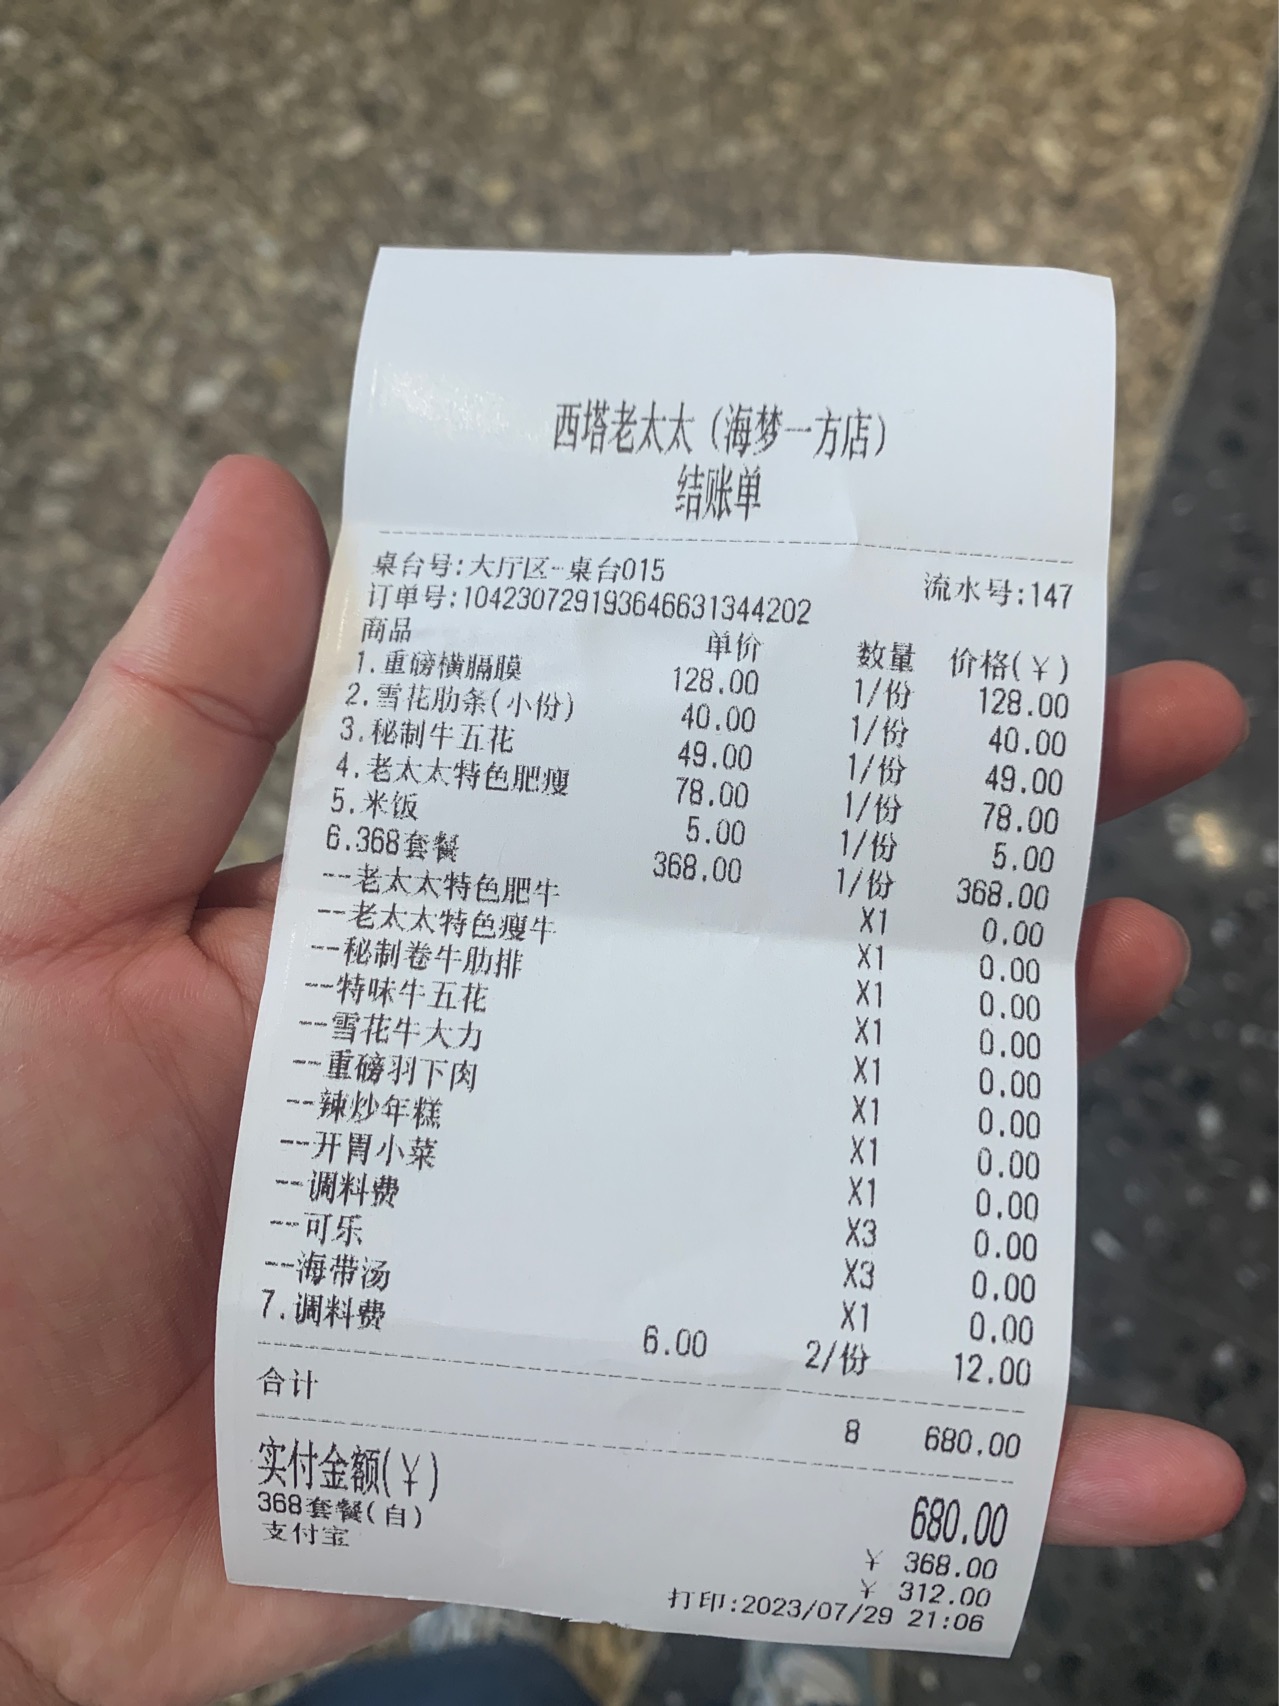 西塔老太太（海梦一方店）
结账单
桌台号:大厅区-桌台015 流水号:147
订单号:104230729193646631344202
商品 单价 数量 价格(￥)
1.重磅横膈膜 128.00 1/份 128.00
2.雪花肋条(小份) 40.00 1/份 40.00
3.秘制牛五花 49.00 1/份 49.00
4.老太太特色肥瘦 78.00 1/份 78.00
5.米饭 5.00 1/份 5.00
6.368套餐 368.00 1/份 368.00
--老太太特色肥牛 X1 0.00
--老太太特色瘦牛 X1 0.00
--秘制卷牛肋排 X1 0.00
--特味牛五花 X1 0.00
--雪花牛大力 X1 0.00
--重磅羽下肉 X1 0.00
--辣炒年糕 X1 0.00
--开胃小菜 X1 0.00
--调料费 X3 0.00
--可乐 X3 0.00
--海带汤 X1 0.00
7.调料费 6.00 2/份 12.00
合计 8 680.00
实付金额(￥) 680.00
368套餐(自) ￥ 368.00
支付宝 ￥ 312.00
打印:2023/07/29 21:06